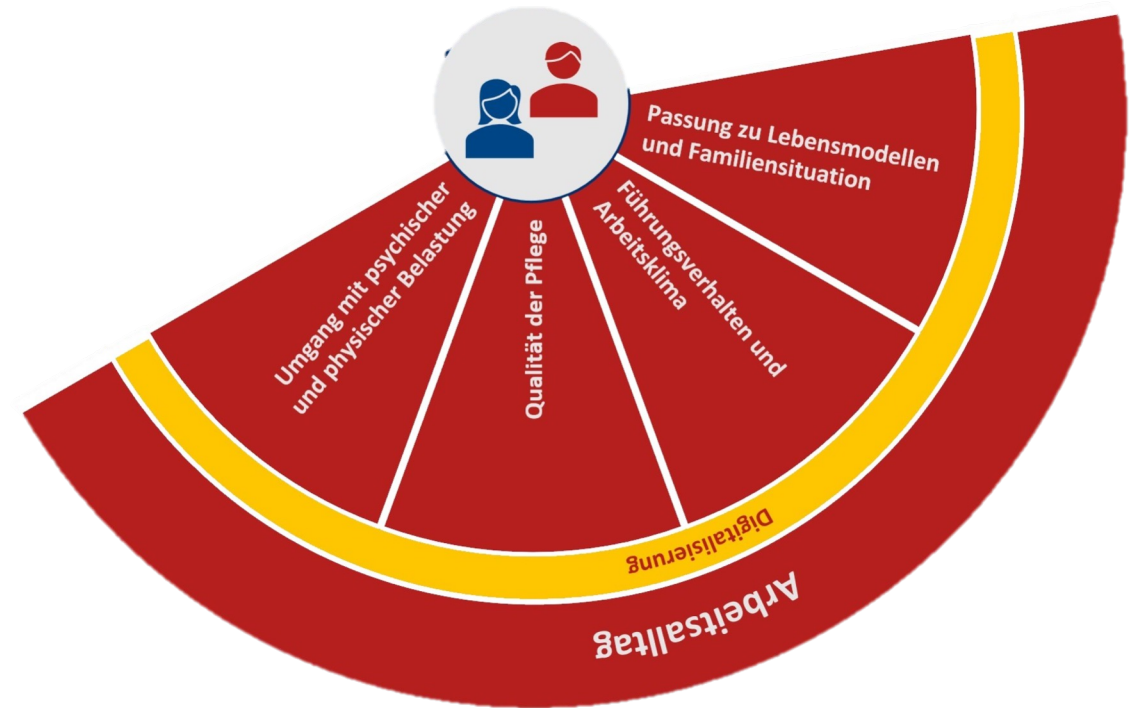 Passung zu Lebensmodellen
und Familiensituation
Führungsverhalten und
Arbeitsklima
Qualität der Pflege
Umgang mit psychischer
und physischer Belastung
Digitalisierung
Arbeitsalltag